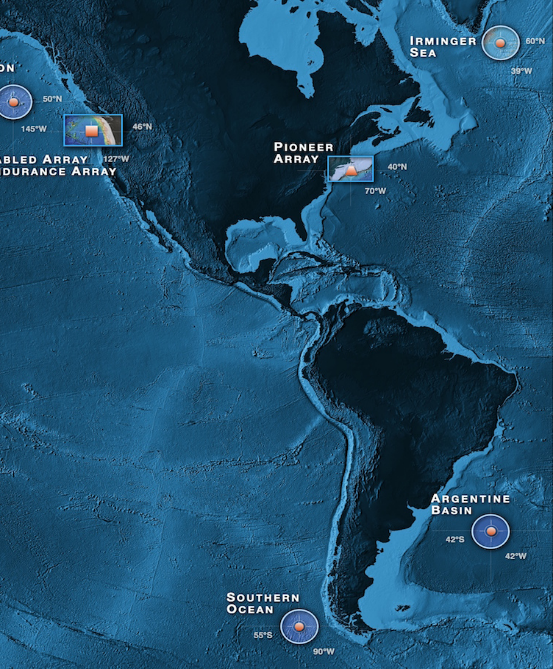 IRMINGER
SEA
60°N
39°W
ON
50°N
145°W
46°N
127°W
ABLED ARRAY
NDURANCE ARRAY
PIONEER
ARRAY
40°N
70°W
ARGENTINE
BASIN
42°S
42°W
SOUTHERN
OCEAN
55°S
90°W